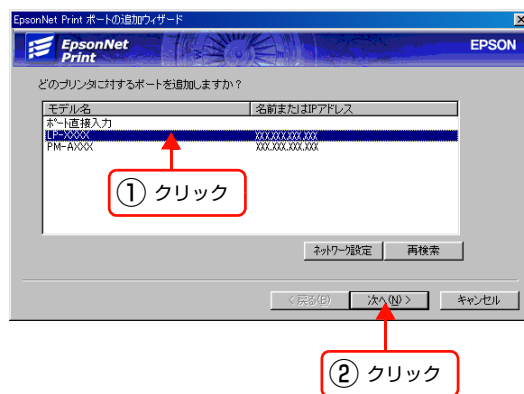 EpsonNet Print ポートの追加ウィザード
EpsonNet
Print
EPSON
どのプリンタに対するポートを追加しますか？
モデル名 名前またはIPアドレス
ポート直接入力
LP-XXXX XXX.XXX.XXX.XXX
PM-AXXX XXX.XXX.XXX.XXX
① クリック
ネットワーク設定 再検索
< 戻る(B) 次へ(N) > キャンセル
② クリック